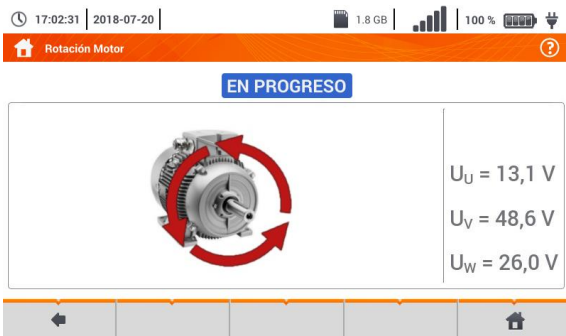 17:02:31 2018-07-20 1.8 GB 100 %
Rotación Motor ?
EN PROGRESO
UU = 13,1 V
UV = 48,6 V
UW = 26,0 V